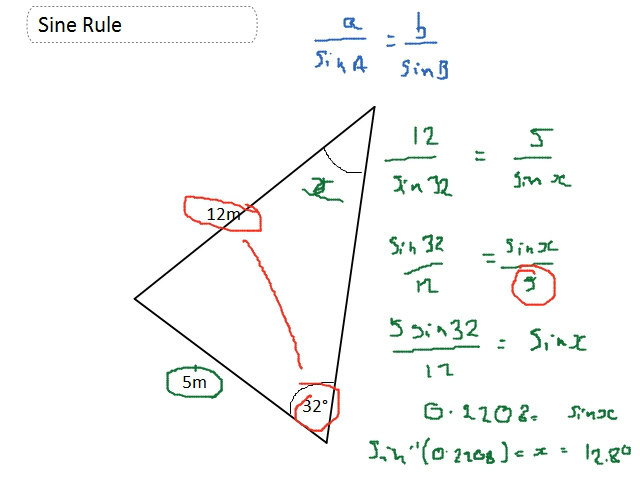 Sine Rule
a/sin A = b/sin B
12/sin 32 = 5/sin x
12m
sin 32/12 = sin x/5
5 sin 32/12 = sin x
5m
32°
0.2208 = sin x
sin⁻¹(0.2208) = x = 12.8°